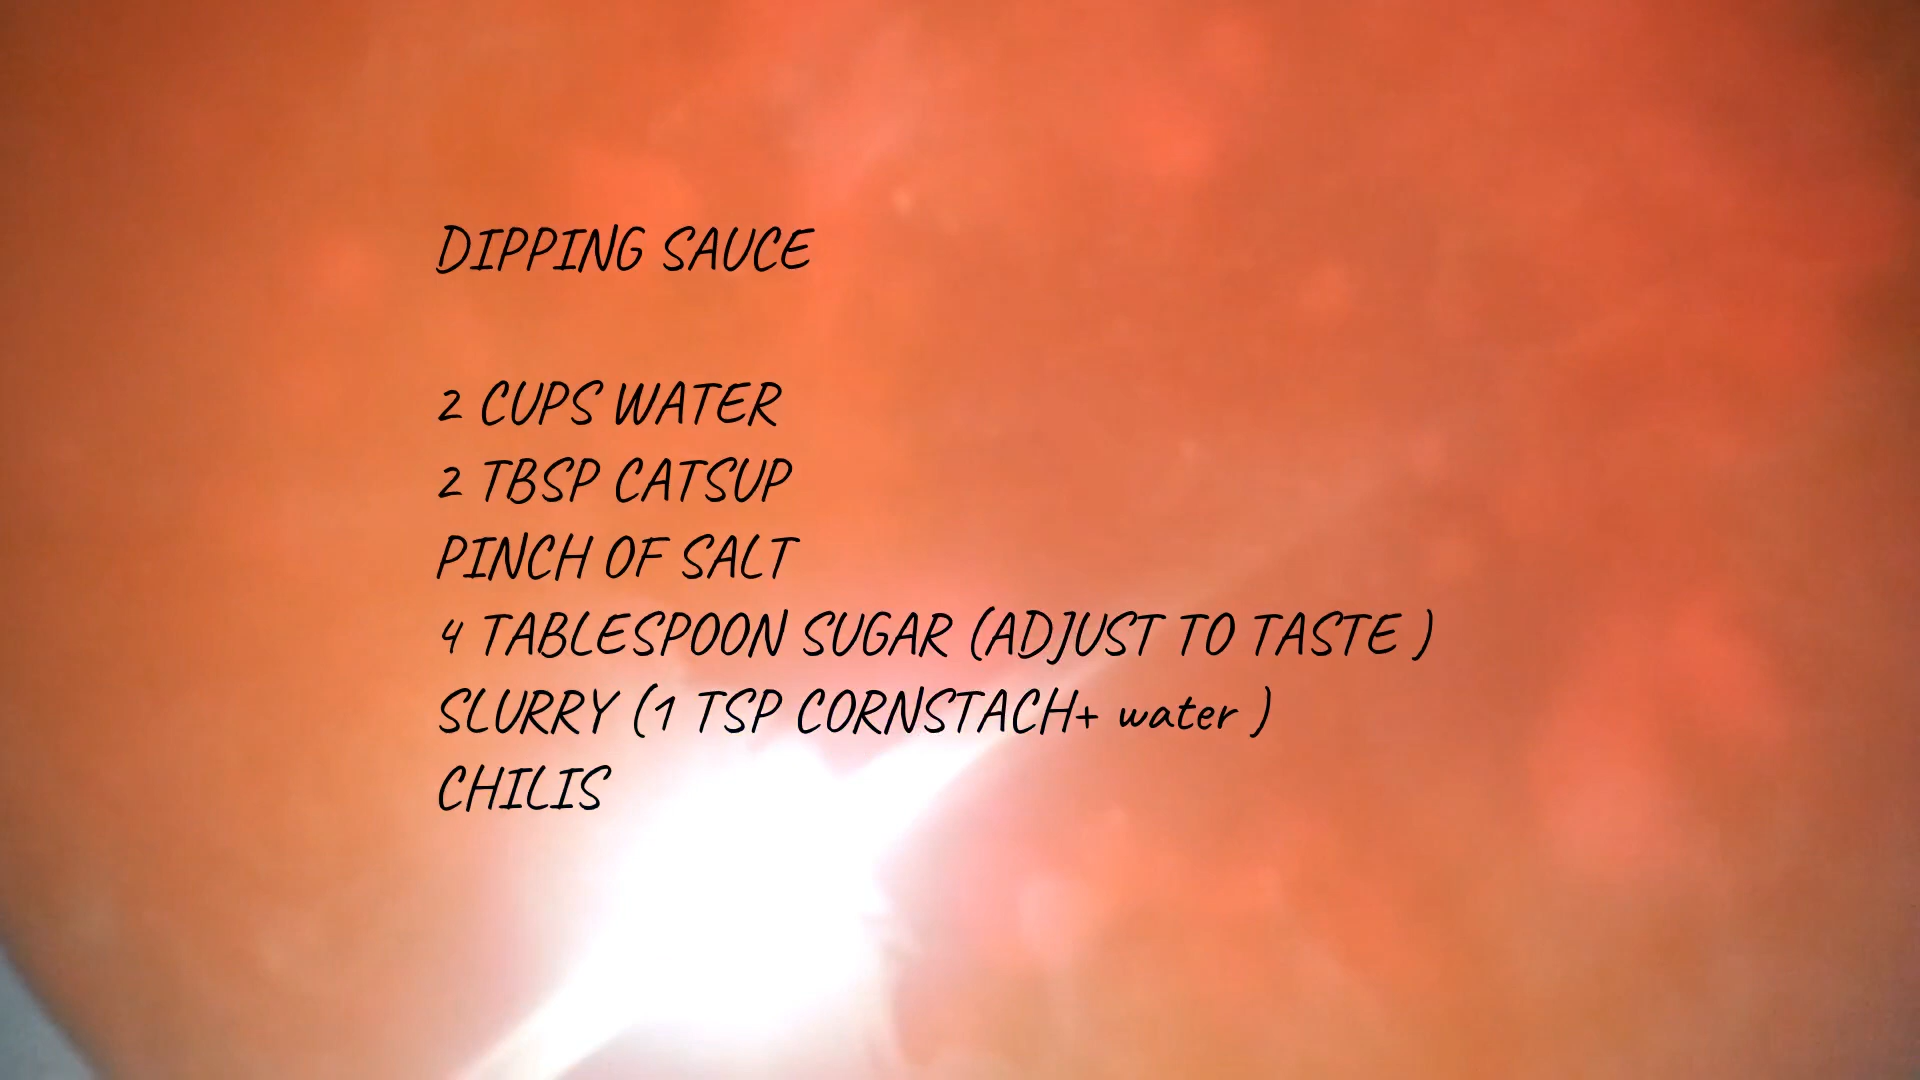 DIPPING SAUCE
2 CUPS WATER
2 TBSP CATSUP
PINCH OF SALT
4 TABLESPOON SUGAR (ADJUST TO TASTE )
SLURRY (1 TSP CORNSTACH+ water )
CHILIS